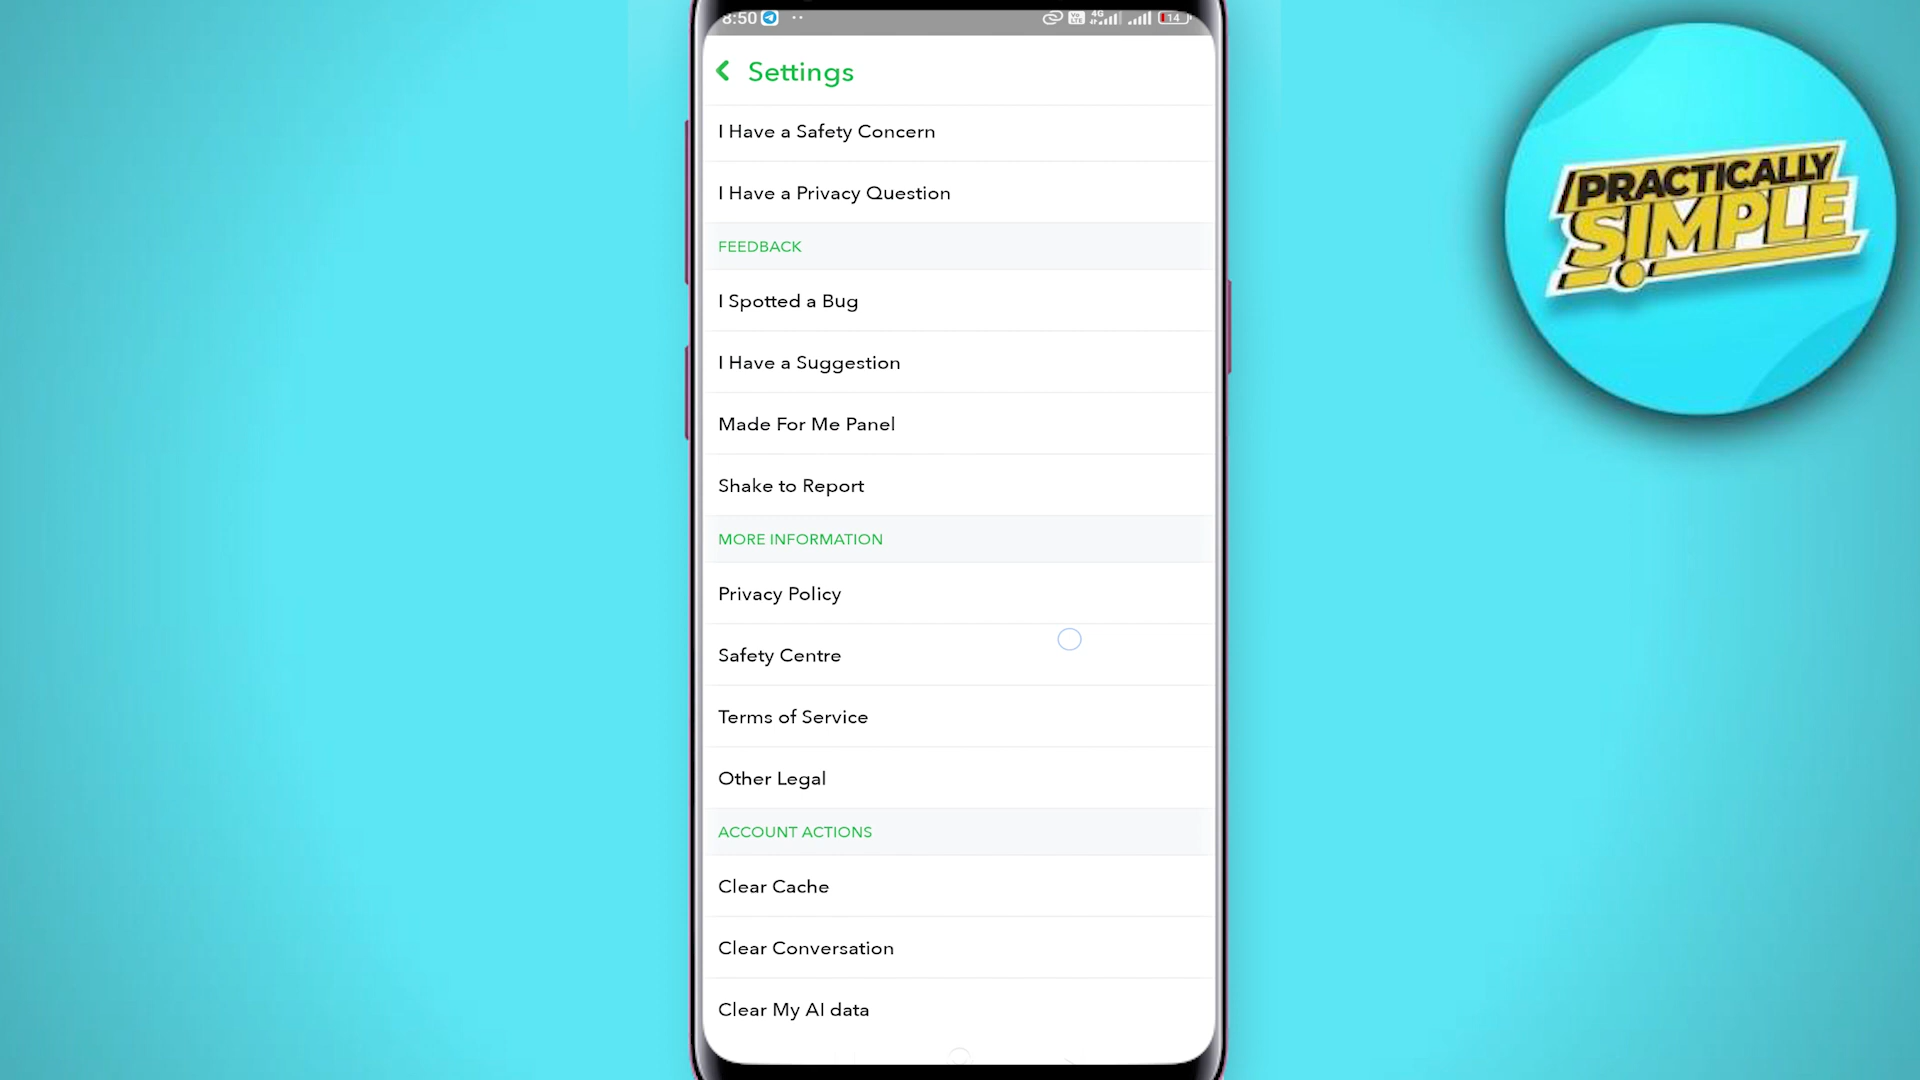 8:50
14
Settings
I Have a Safety Concern
I Have a Privacy Question
FEEDBACK
I Spotted a Bug
I Have a Suggestion
Made For Me Panel
Shake to Report
MORE INFORMATION
Privacy Policy
Safety Centre
Terms of Service
Other Legal
ACCOUNT ACTIONS
Clear Cache
Clear Conversation
Clear My AI data
PRACTICALLY
SIMPLE